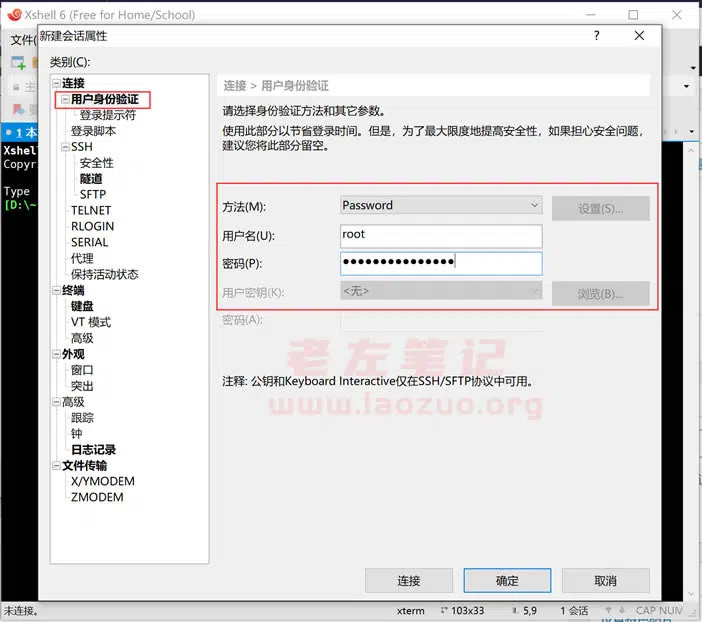 Xshell 6 (Free for Home/School)
文件(
新建会话属性
?
类别(C):
连接
用户身份验证
登录提示符
登录脚本
SSH
安全性
隧道
SFTP
TELNET
RLOGIN
SERIAL
代理
保持活动状态
终端
键盘
VT 模式
高级
外观
窗口
突出
高级
跟踪
钟
日志记录
文件传输
X/YMODEM
ZMODEM
连接 > 用户身份验证
请选择身份验证方法和其它参数。
使用此部分以节省登录时间。但是，为了最大限度地提高安全性，如果担心安全问题，
建议您将此部分留空。
方法(M):
Password
设置(S)...
用户名(U):
root
密码(P):
●●●●●●●●●●●●●●●
用户密钥(K):
<无>
浏览(B)...
密码(A):
老左笔记
注释: 公钥和Keyboard Interactive仅在SSH/SFTP协议中可用。
www.laozuo.org
连接
确定
取消
1 本
Xshel
Copyr
Type
[D:\~
未连接。
xterm
103x33
5,9
1 会话
CAP NUM